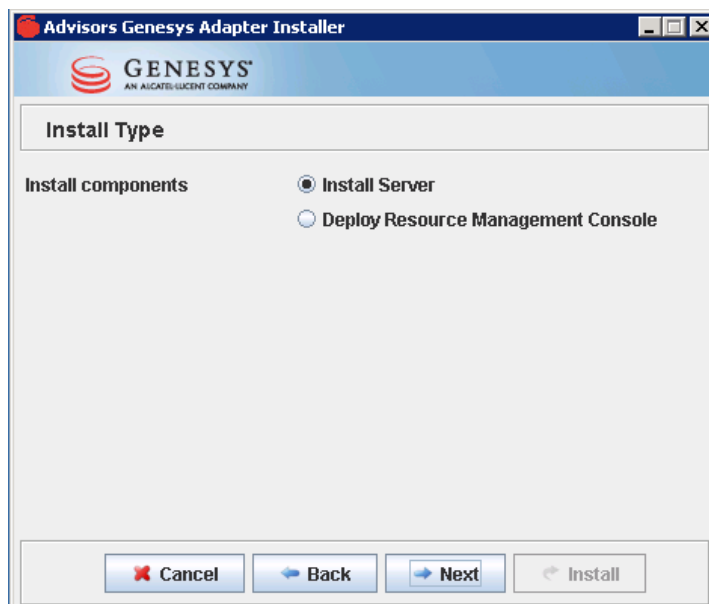 Advisors Genesys Adapter Installer
GENESYS
AN ALCATEL-LUCENT COMPANY
Install Type
Install components
Install Server
Deploy Resource Management Console
Cancel
Back
Next
Install